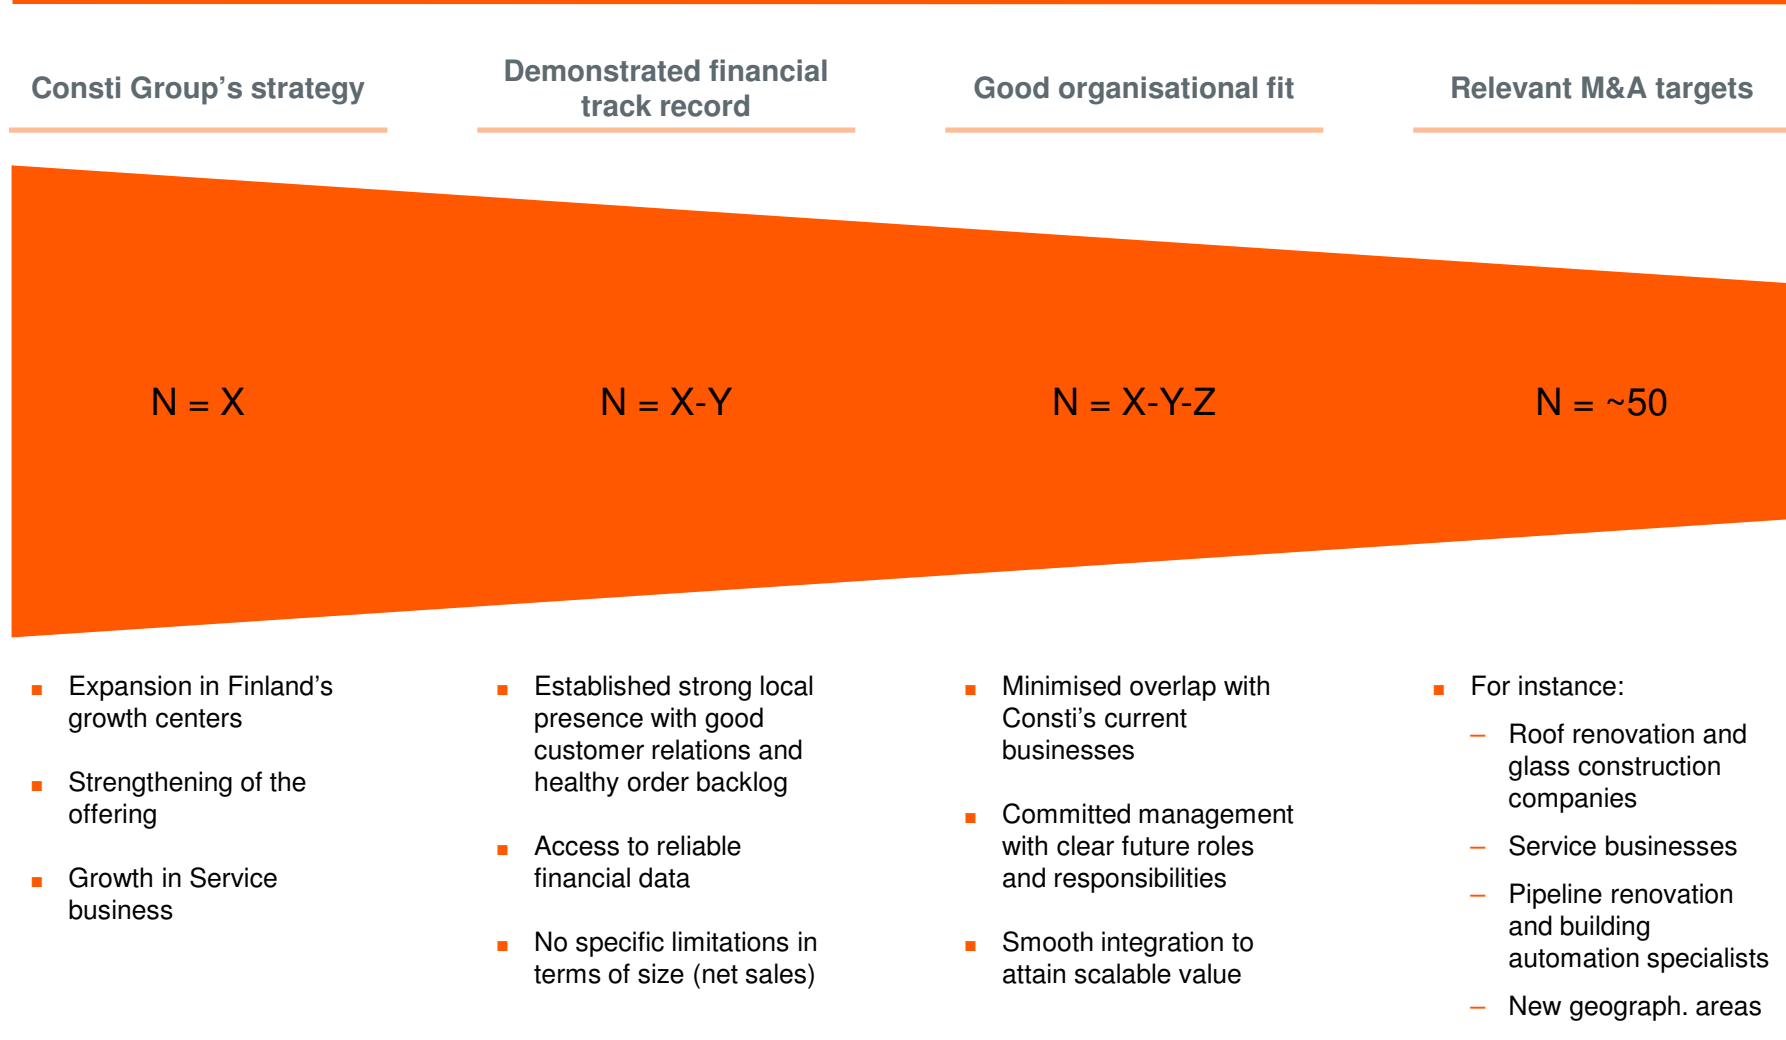 Consti Group's strategy
Demonstrated financial
track record
Good organisational fit
Relevant M&A targets
N = X
N = X-Y
N = X-Y-Z
N = ~50
■ Expansion in Finland's
growth centers
■ Strengthening of the
offering
■ Growth in Service
business
■ Established strong local
presence with good
customer relations and
healthy order backlog
■ Access to reliable
financial data
■ No specific limitations in
terms of size (net sales)
■ Minimised overlap with
Consti's current
businesses
■ Committed management
with clear future roles
and responsibilities
■ Smooth integration to
attain scalable value
■ For instance:
– Roof renovation and
glass construction
companies
– Service businesses
– Pipeline renovation
and building
automation specialists
– New geograph. areas